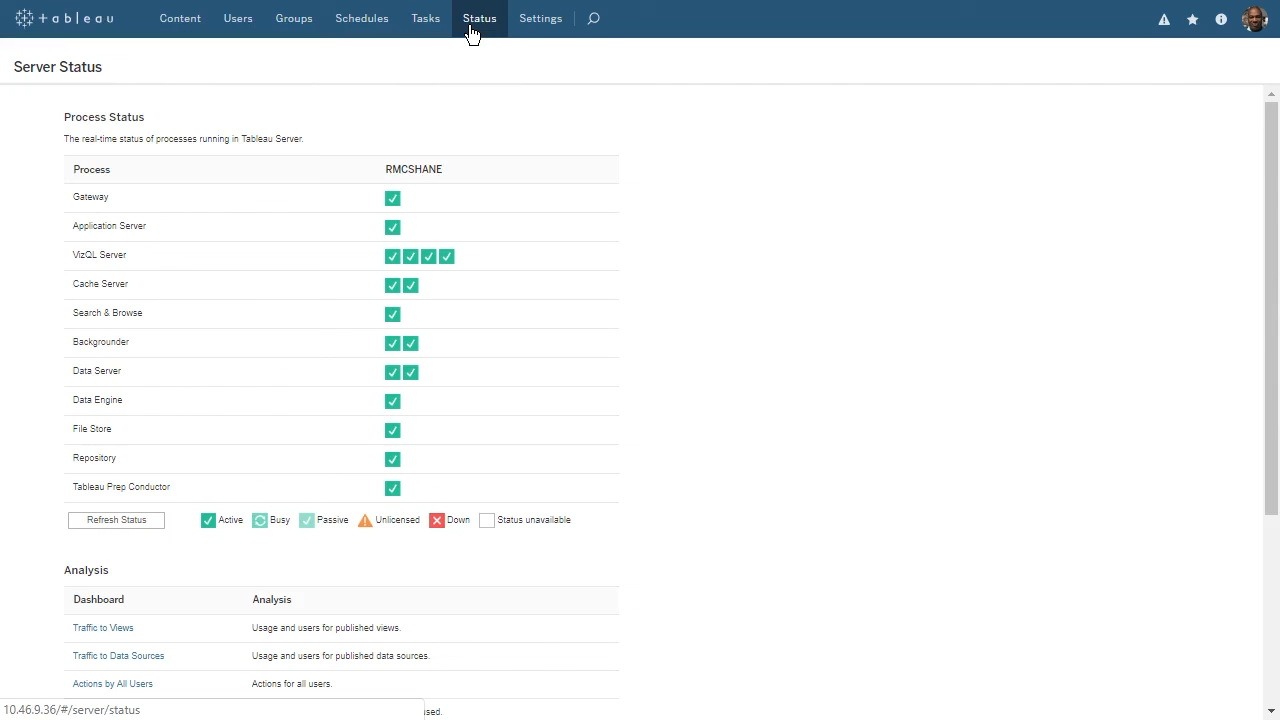 +ableau Content Users Groups Schedules Tasks Status Settings
Server Status
Process Status
The real-time status of processes running in Tableau Server.
Process RMCSHANE
Gateway
Application Server
VizQL Server
Cache Server
Search & Browse
Backgrounder
Data Server
Data Engine
File Store
Repository
Tableau Prep Conductor
Refresh Status Active Busy Passive Unlicensed Down Status unavailable
Analysis
Dashboard Analysis
Traffic to Views Usage and users for published views.
Traffic to Data Sources Usage and users for published data sources.
Actions by All Users Actions for all users.
10.46.9.36/#/server/status